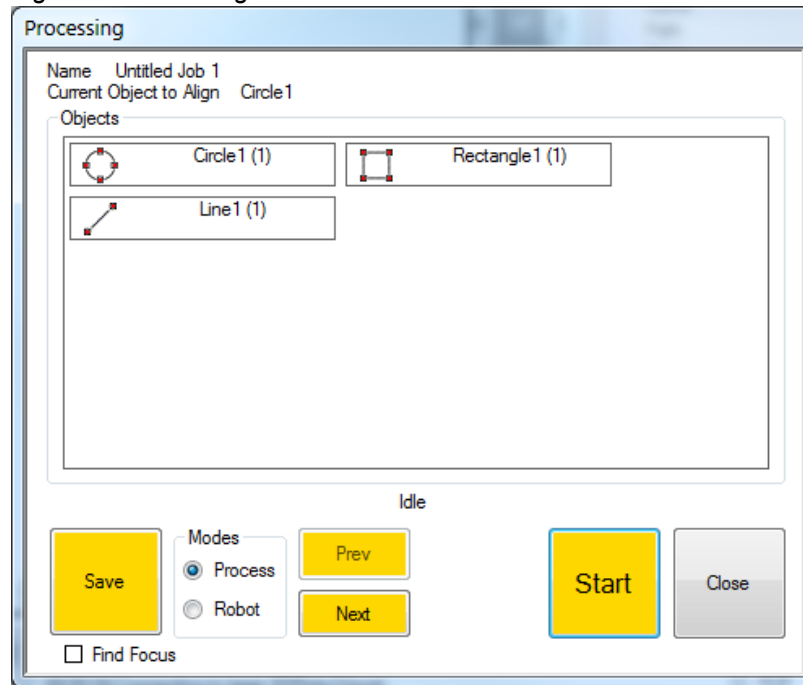 Processing
Name Untitled Job 1
Current Object to Align Circle1
Objects
Circle1 (1)
Rectangle1 (1)
Line1 (1)
Idle
Save
Modes
Process
Robot
Prev
Next
Start
Close
Find Focus